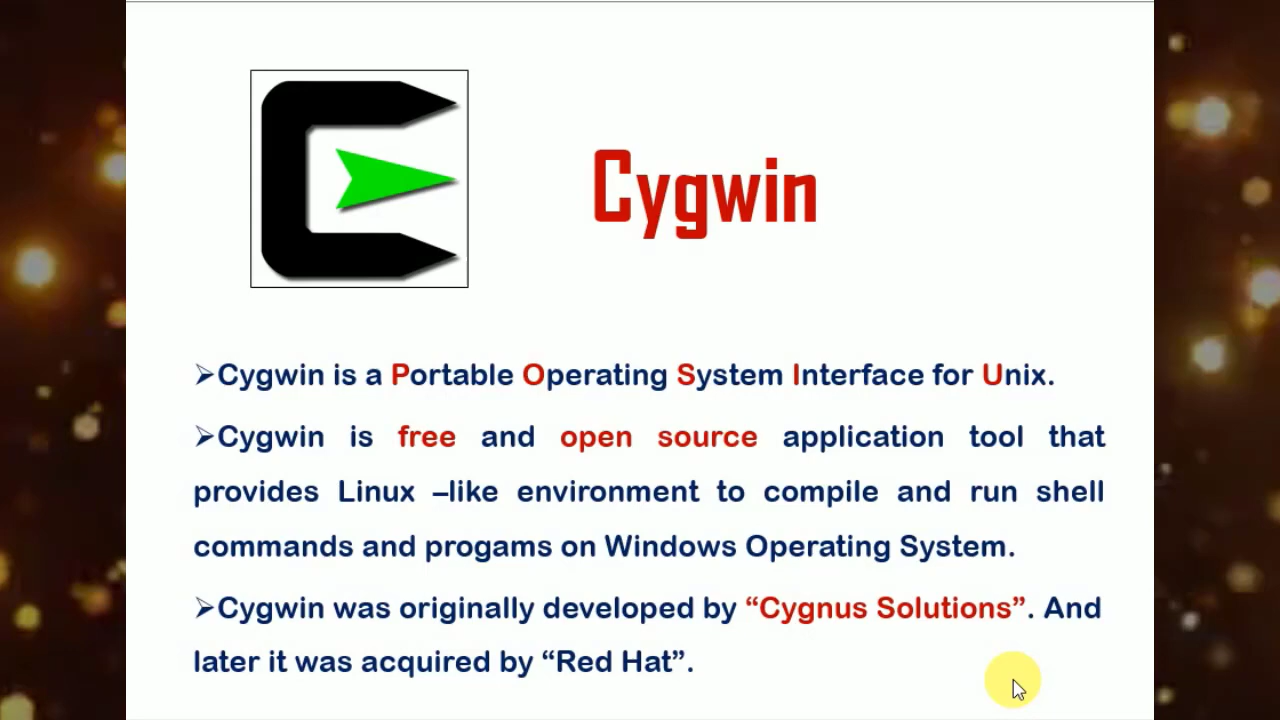 Cygwin
➢Cygwin is a Portable Operating System Interface for Unix.
➢Cygwin is free and open source application tool that
provides Linux –like environment to compile and run shell
commands and progams on Windows Operating System.
➢Cygwin was originally developed by “Cygnus Solutions”. And
later it was acquired by “Red Hat”.